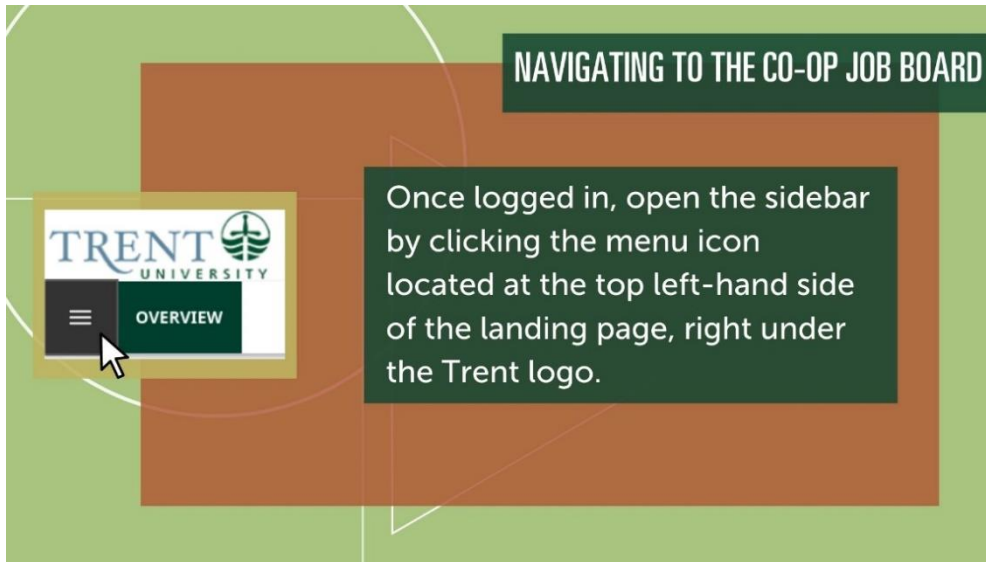 NAVIGATING TO THE CO-OP JOB BOARD
TRENT
UNIVERSITY
OVERVIEW
Once logged in, open the sidebar
by clicking the menu icon
located at the top left-hand side
of the landing page, right under
the Trent logo.